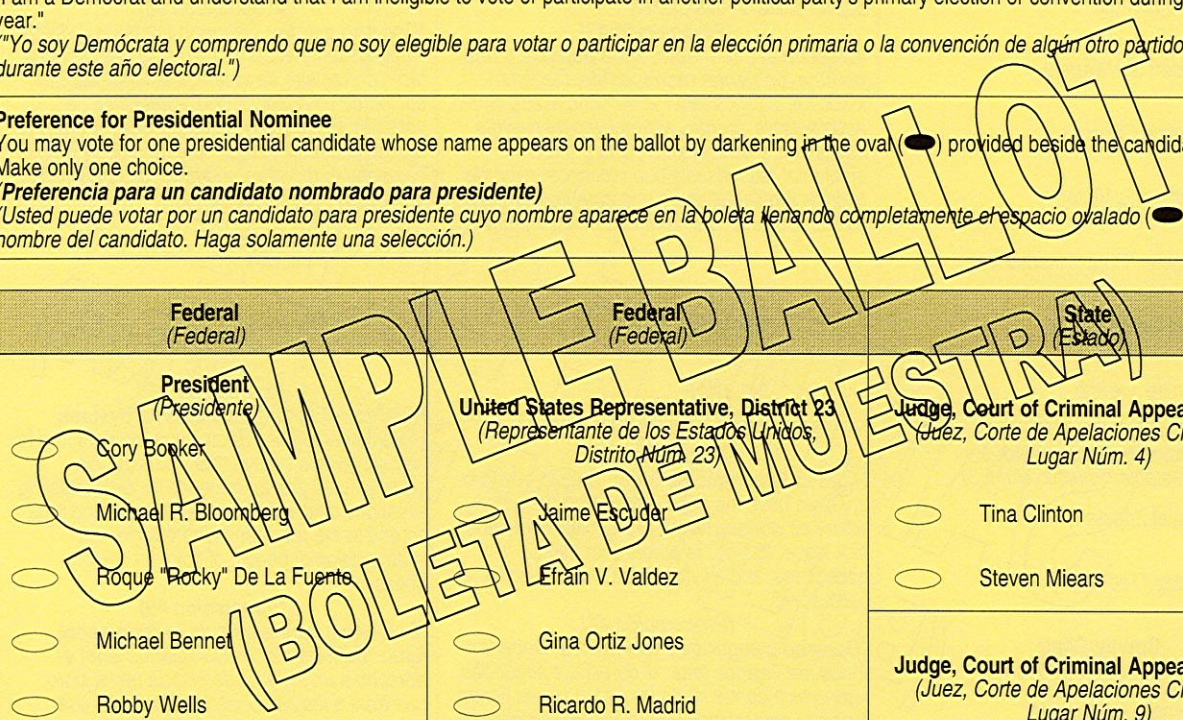 "I am a Democrat and understand that I am ineligible to vote or participate in another political party's primary election or convention during
year."
("Yo soy Demócrata y comprendo que no soy elegible para votar o participar en la elección primaria o la convención de algún otro partido
durante este año electoral.")
Preference for Presidential Nominee
You may vote for one presidential candidate whose name appears on the ballot by darkening in the oval ( ) provided beside the
Make only one choice.
(Preferencia para un candidato nombrado para presidente)
(Usted puede votar por un candidato para presidente cuyo nombre aparece en la boleta llenando completamente el espacio ovalado (
nombre del candidato. Haga solamente una selección.)
SAMPLE BALLOT
(BOLETA DE MUESTRA)
Federal
(Federal)
President
(Presidente)
Cory Booker
Michael R. Bloomberg
Roque "Rocky" De La Fuente
Michael Bennet
Robby Wells
Federal
(Federal)
United States Representative, District 23
(Representante de los Estados Unidos,
Distrito Núm. 23)
Jaime Escuder
Efrain V. Valdez
Gina Ortiz Jones
Ricardo R. Madrid
State
(Estado)
Judge, Court of Criminal
(Juez, Corte de Apelaciones
Lugar Núm. 4)
Tina Clinton
Steven Miears
Judge, Court of Criminal
(Juez, Corte de Apelaciones
Lugar Núm. 9)